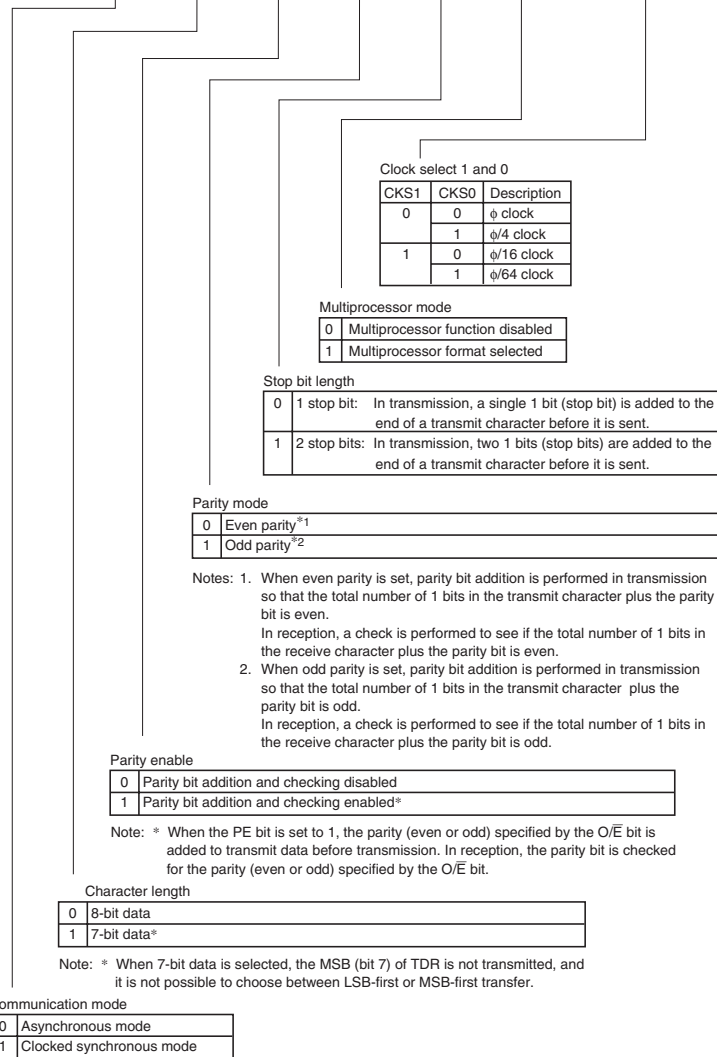 Clock select 1 and 0
CKS1 CKS0 Description
0 0 φ clock
1 φ/4 clock
1 0 φ/16 clock
1 φ/64 clock
Multiprocessor mode
0 Multiprocessor function disabled
1 Multiprocessor format selected
Stop bit length
0 1 stop bit: In transmission, a single 1 bit (stop bit) is added to the
end of a transmit character before it is sent.
1 2 stop bits: In transmission, two 1 bits (stop bits) are added to the
end of a transmit character before it is sent.
Parity mode
0 Even parity*1
1 Odd parity*2
Notes: 1. When even parity is set, parity bit addition is performed in transmission
so that the total number of 1 bits in the transmit character plus the parity
bit is even.
In reception, a check is performed to see if the total number of 1 bits in
the receive character plus the parity bit is even.
2. When odd parity is set, parity bit addition is performed in transmission
so that the total number of 1 bits in the transmit character plus the
parity bit is odd.
In reception, a check is performed to see if the total number of 1 bits in
the receive character plus the parity bit is odd.
Parity enable
0 Parity bit addition and checking disabled
1 Parity bit addition and checking enabled*
Note: * When the PE bit is set to 1, the parity (even or odd) specified by the O/E̅ bit is
added to transmit data before transmission. In reception, the parity bit is checked
for the parity (even or odd) specified by the O/E̅ bit.
Character length
0 8-bit data
1 7-bit data*
Note: * When 7-bit data is selected, the MSB (bit 7) of TDR is not transmitted, and
it is not possible to choose between LSB-first or MSB-first transfer.
ommunication mode
0 Asynchronous mode
1 Clocked synchronous mode